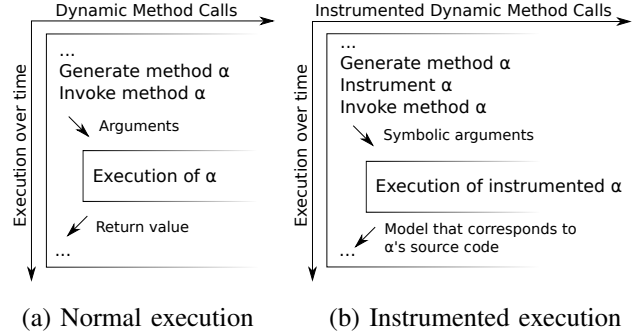 Dynamic Method Calls
Execution over time
...
Generate method α
Invoke method α
Arguments
Execution of α
Return value
...
(a) Normal execution
Instrumented Dynamic Method Calls
Execution over time
...
Generate method α
Instrument α
Invoke method α
Symbolic arguments
Execution of instrumented α
Model that corresponds to
α's source code
...
(b) Instrumented execution